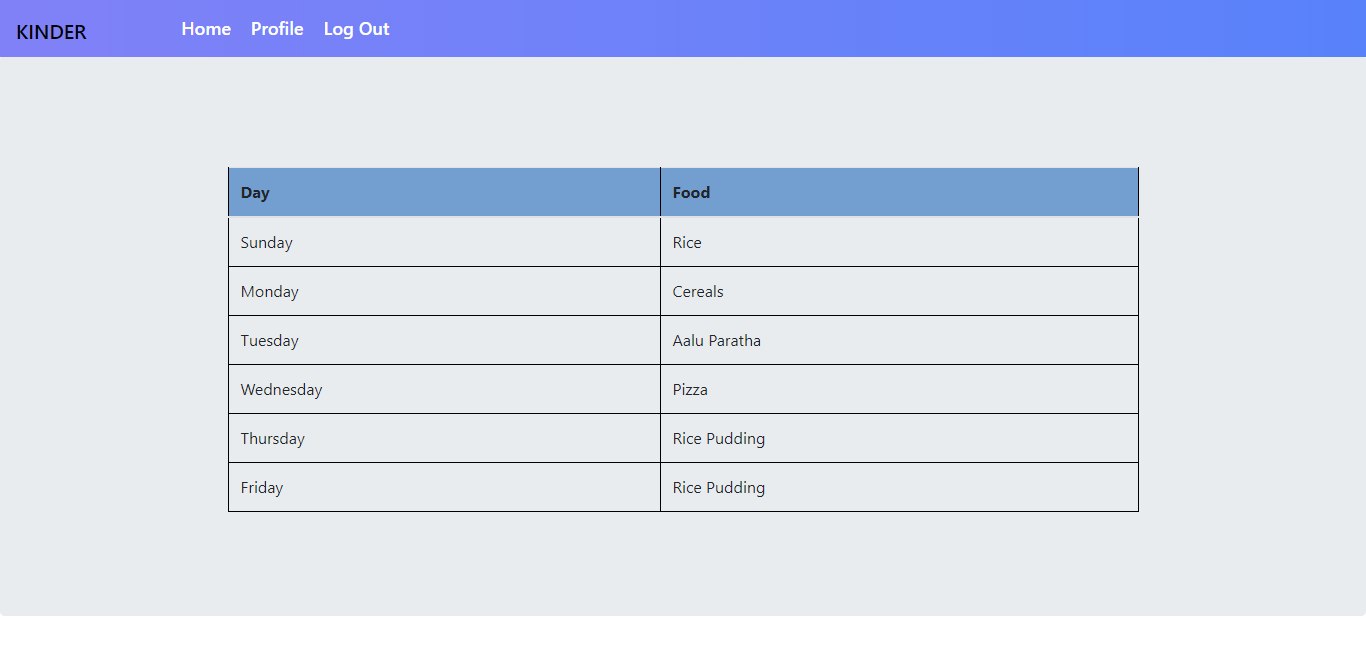 KINDER Home Profile Log Out
Day Food
Sunday Rice
Monday Cereals
Tuesday Aalu Paratha
Wednesday Pizza
Thursday Rice Pudding
Friday Rice Pudding